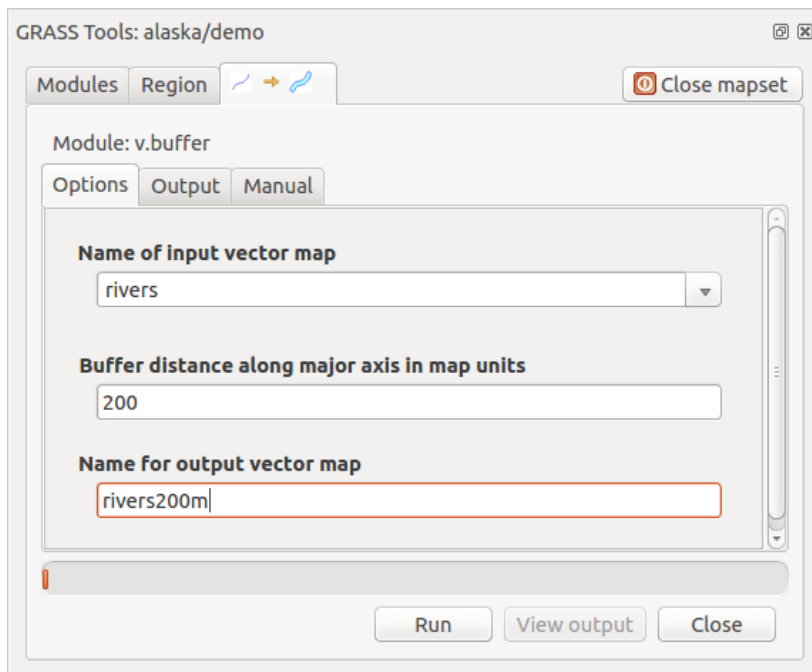 GRASS Tools: alaska/demo
Modules Region Close mapset
Module: v.buffer
Options Output Manual
Name of input vector map
rivers
Buffer distance along major axis in map units
200
Name for output vector map
rivers200m
Run View output Close